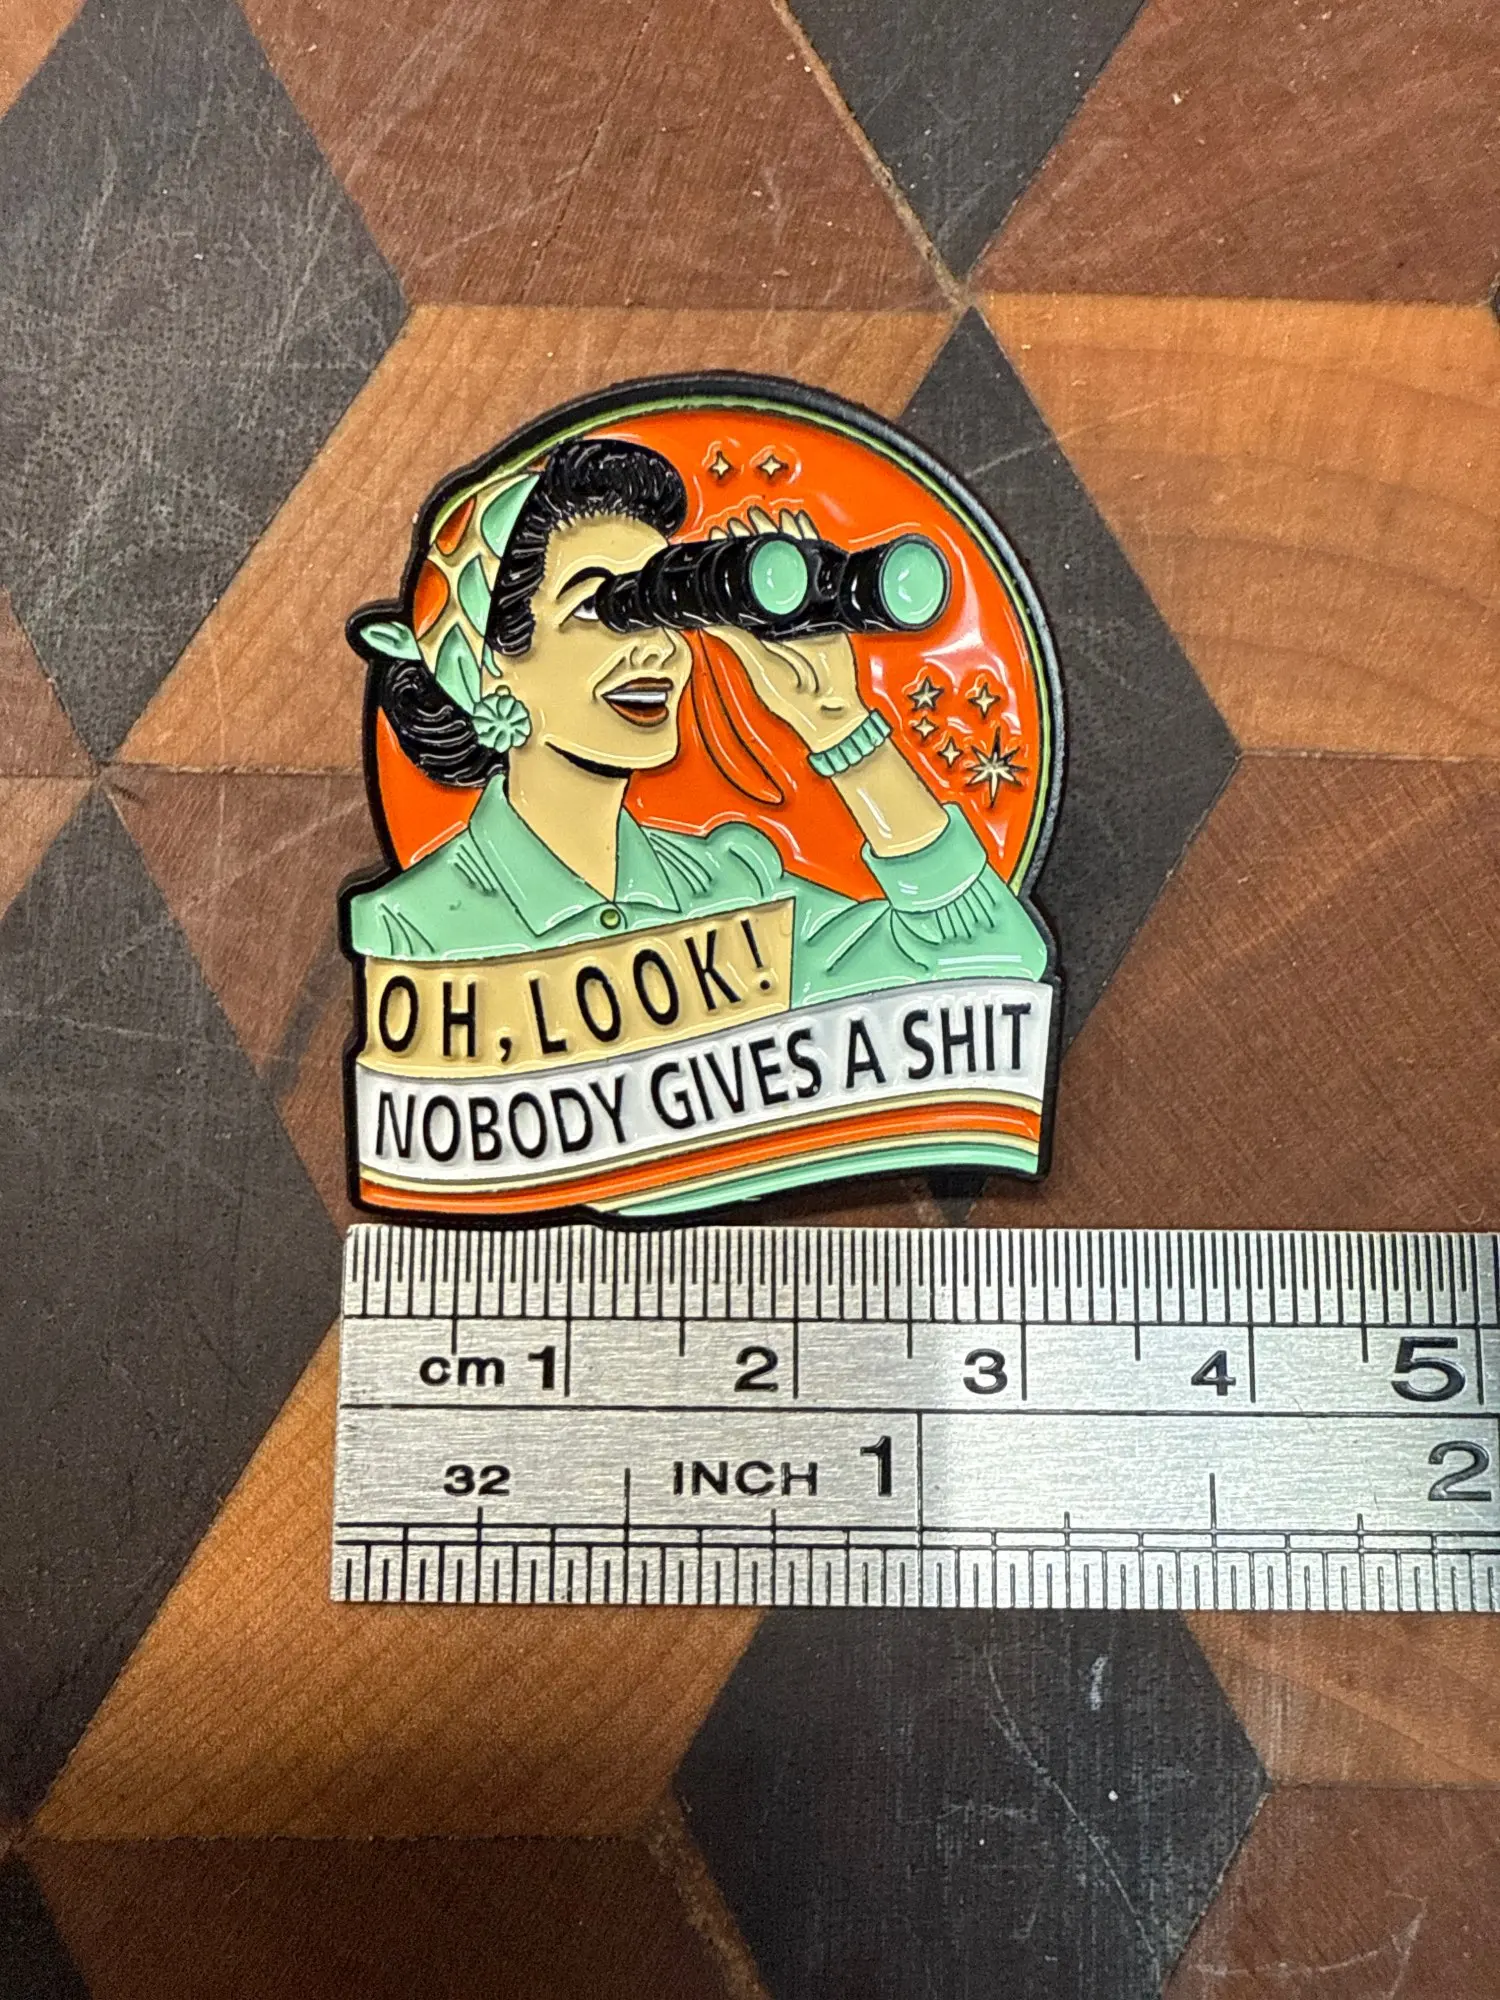 OH, LOOK!
NOBODY GIVES A SHIT
cm 1 2 3 4 5
32 INCH 1 2